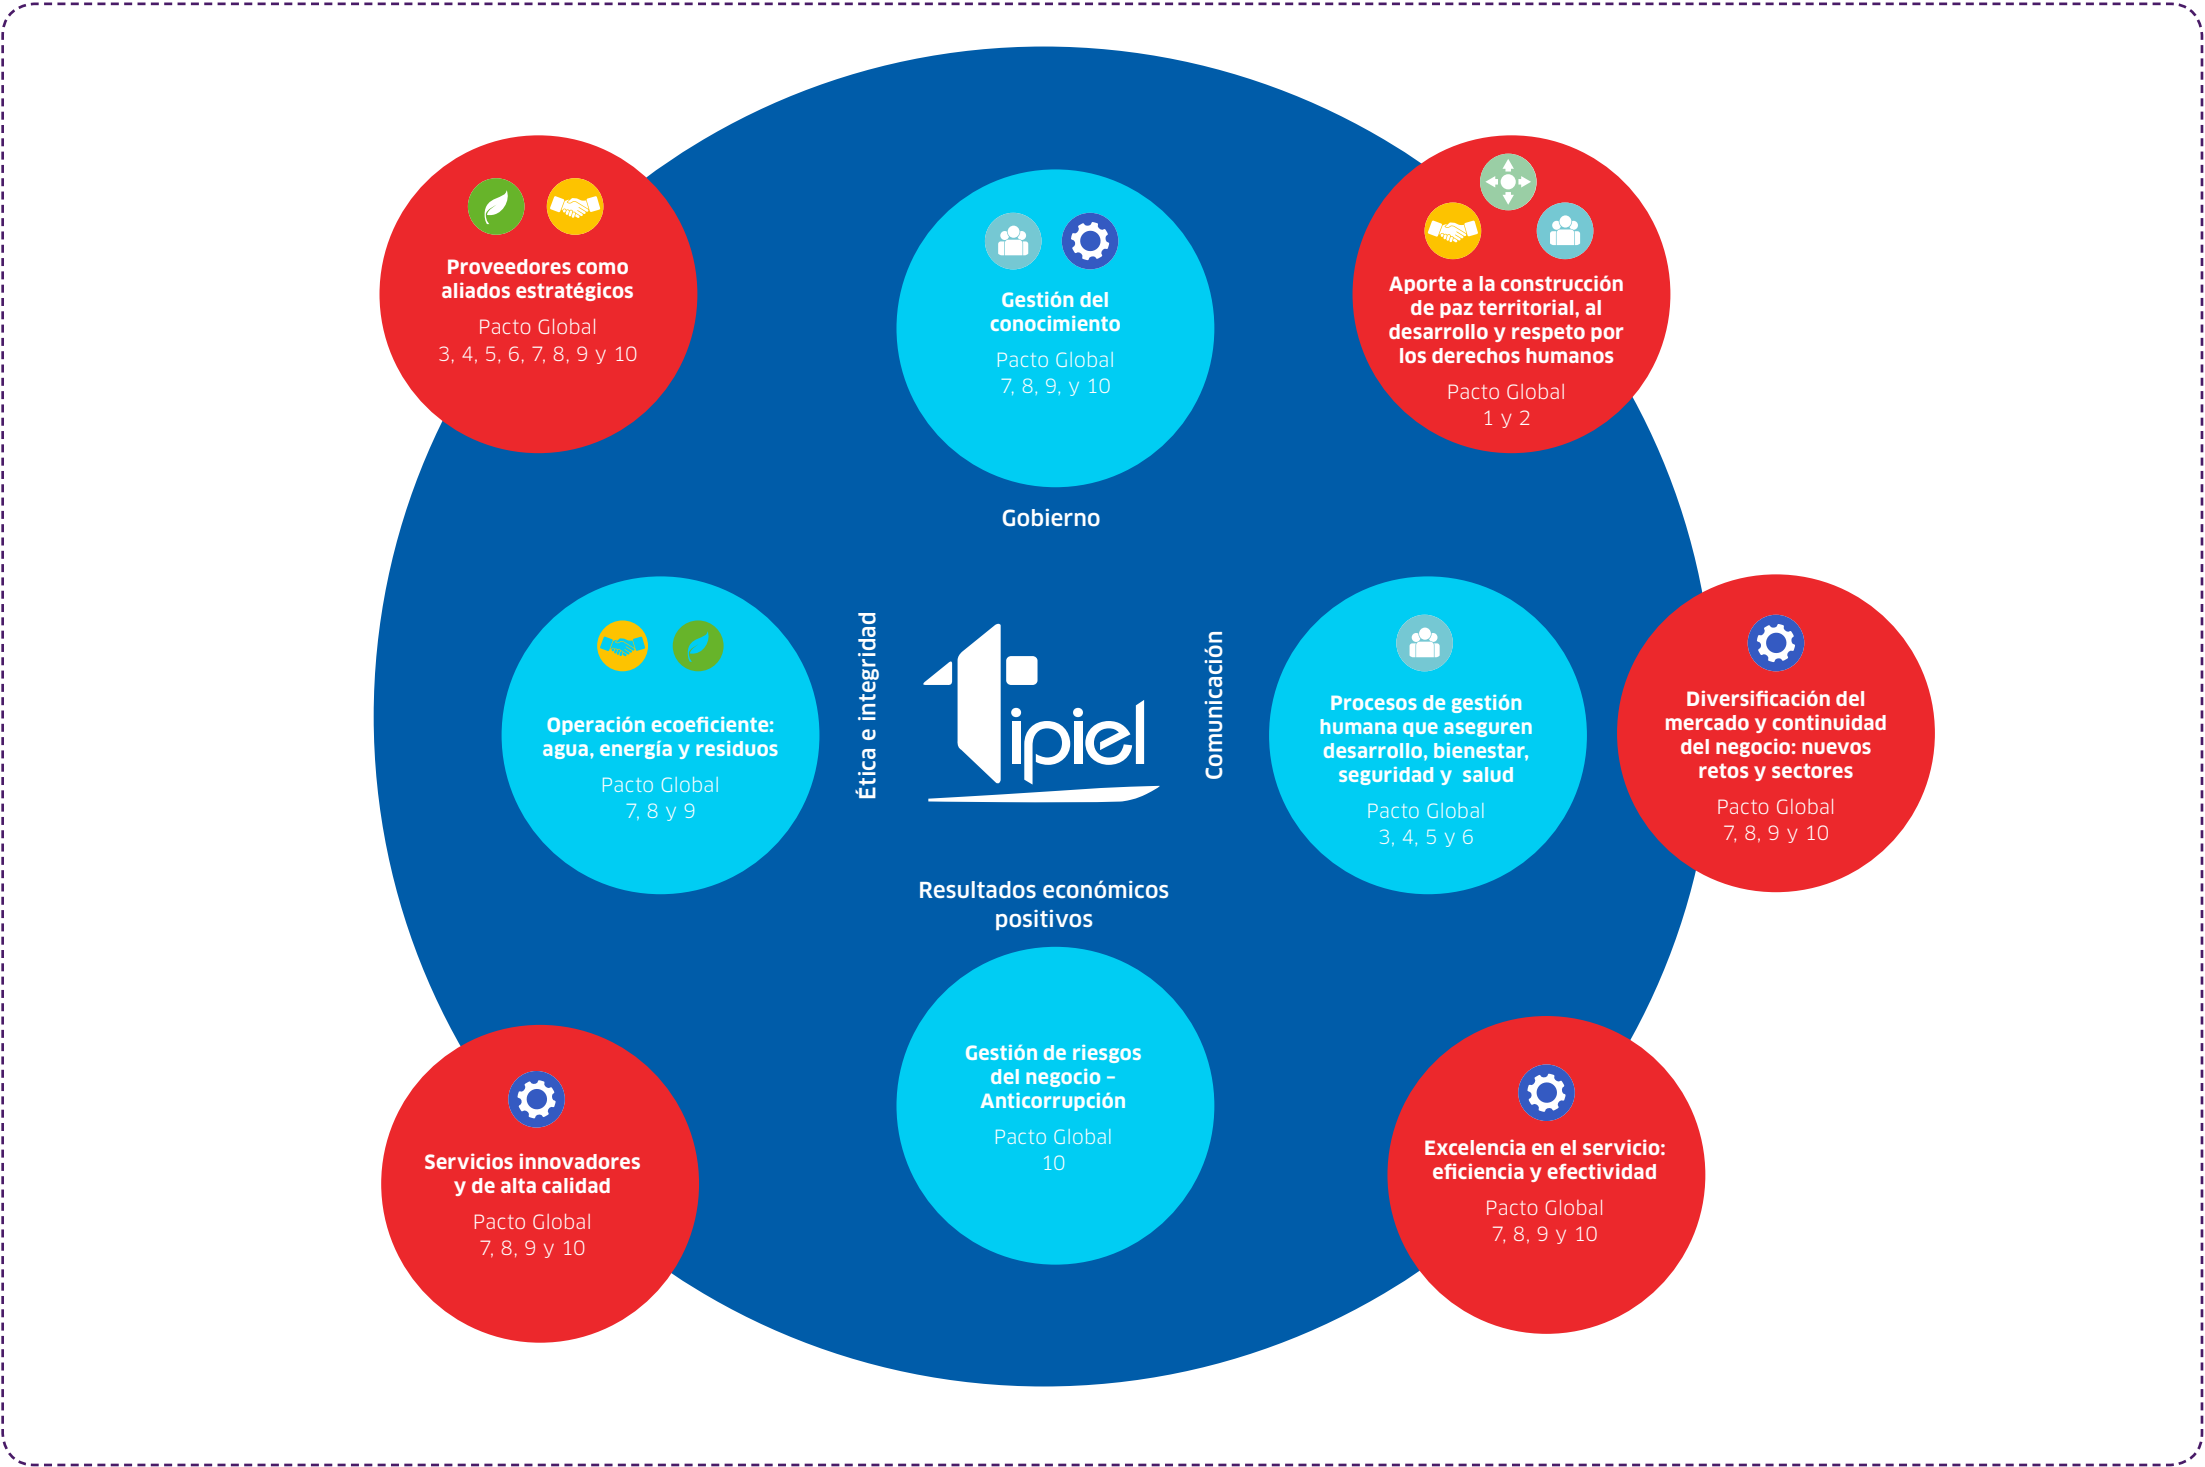 Proveedores como
aliados estratégicos
Pacto Global
3, 4, 5, 6, 7, 8, 9 y 10
Gestión del
conocimiento
Pacto Global
7, 8, 9, y 10
Aporte a la construcción
de paz territorial, al
desarrollo y respeto por
los derechos humanos
Pacto Global
1 y 2
Gobierno
Operación ecoeficiente:
agua, energía y residuos
Pacto Global
7, 8 y 9
Ética e integridad
Tipiel
Comunicación
Procesos de gestión
humana que aseguren
desarrollo, bienestar,
seguridad y  salud
Pacto Global
3, 4, 5 y 6
Diversificación del
mercado y continuidad
del negocio: nuevos
retos y sectores
Pacto Global
7, 8, 9 y 10
Resultados económicos
positivos
Servicios innovadores
y de alta calidad
Pacto Global
7, 8, 9 y 10
Gestión de riesgos
del negocio –
Anticorrupción
Pacto Global
10
Excelencia en el servicio:
eficiencia y efectividad
Pacto Global
7, 8, 9 y 10